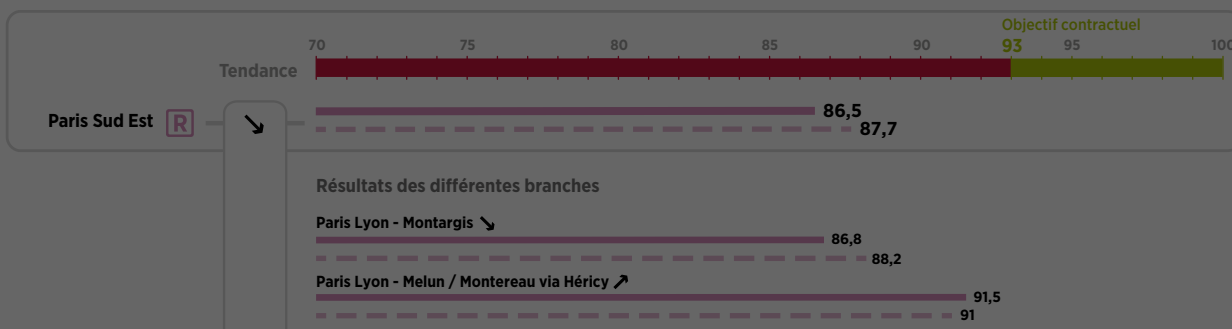 Objectif contractuel
70 75 80 85 90 93 95 100
Tendance
Paris Sud Est R ↘ 86,5
87,7
Résultats des différentes branches
Paris Lyon - Montargis ↘
86,8
88,2
Paris Lyon - Melun / Montereau via Héricy ↗
91,5
91